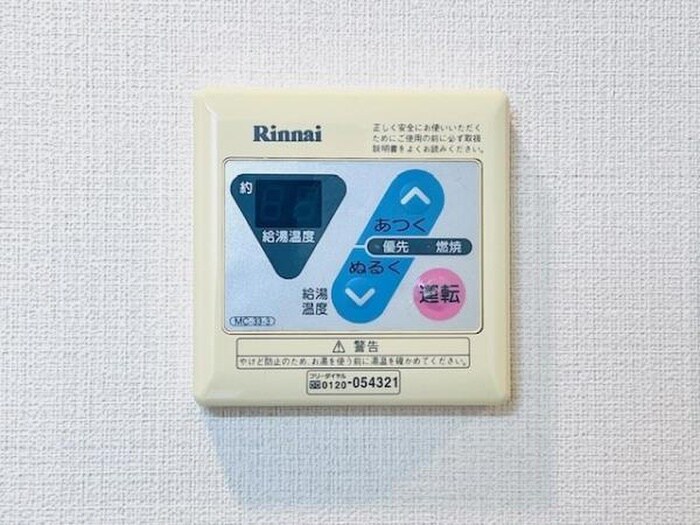 Rinnai
正しく安全にお使いいただく
ためにご使用の前に必ず取扱
説明書をよくお読みください。
約
給湯温度
あつく
優先 燃焼
ぬるく
給湯
温度
運転
MC-33-3
⚠ 警告
やけど防止のため、お湯を使う前に湯温を確かめてください。
フリーダイヤル
0120-054321